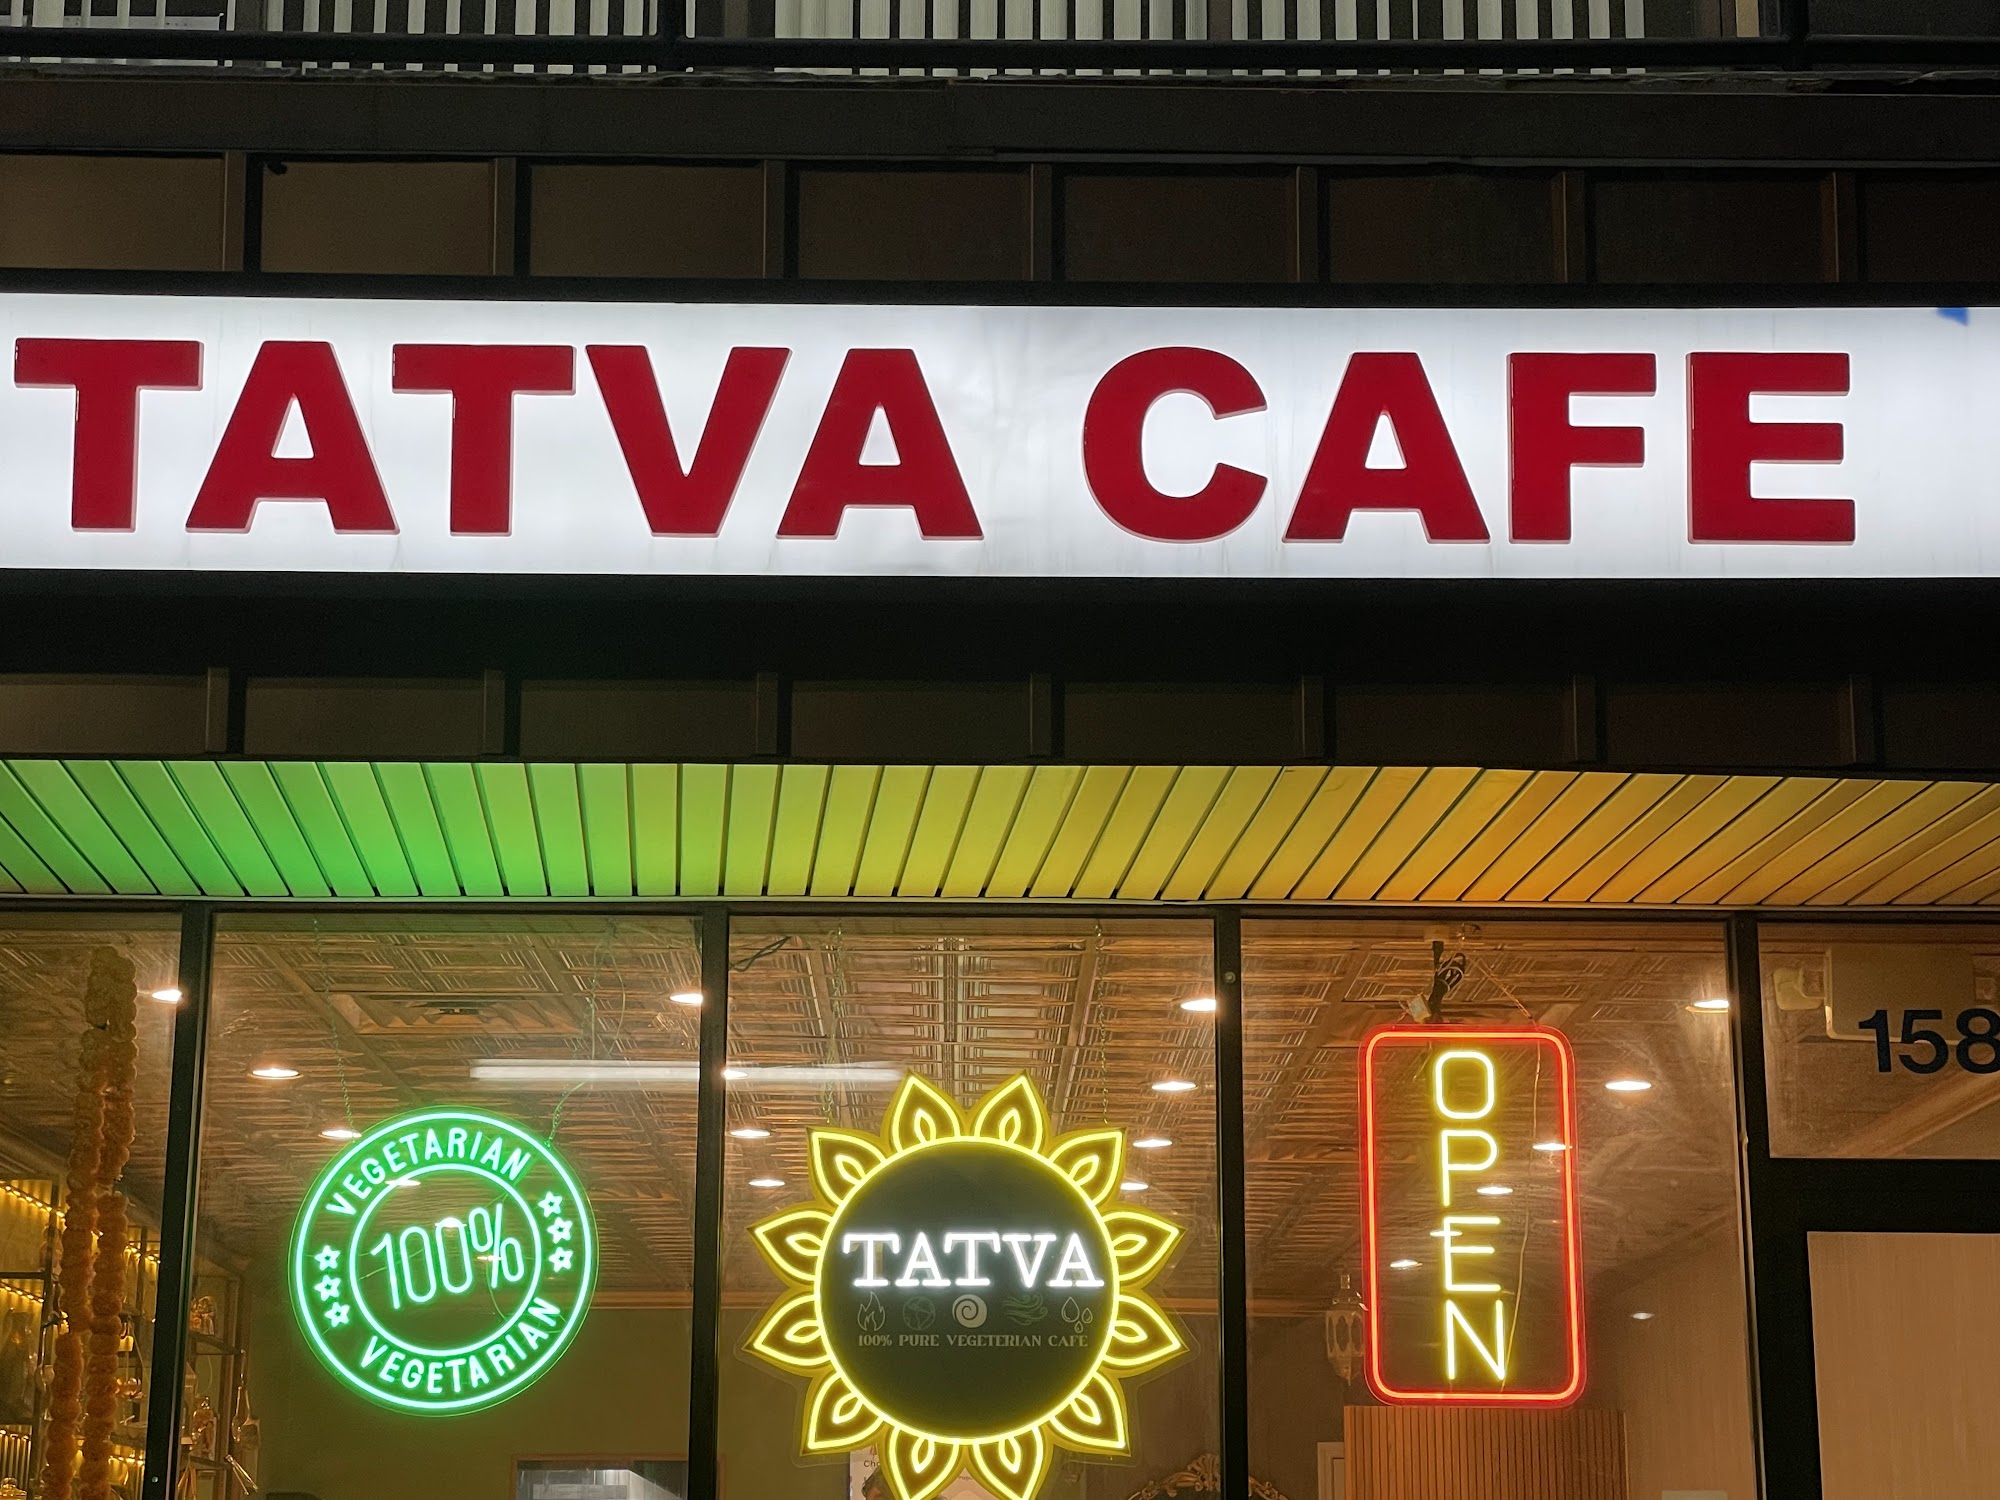 TATVA CAFE
158
VEGETARIAN
100%
VEGETARIAN
TATVA
100% PURE VEGETERIAN CAFE
OPEN